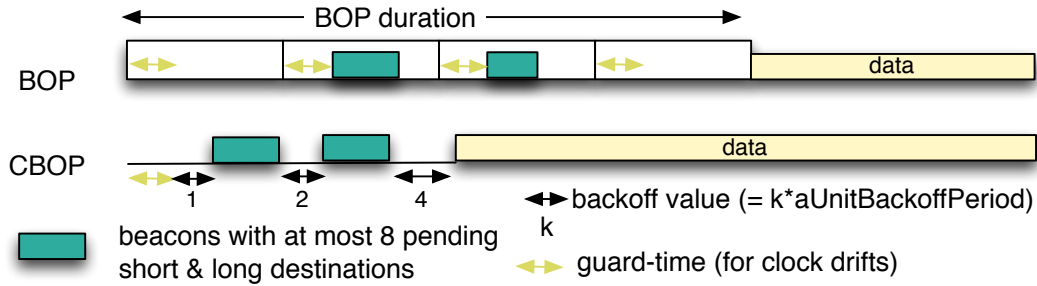 BOP duration
BOP
data
CBOP
data
1
2
4
backoff value (= k*aUnitBackoffPeriod)
k
beacons with at most 8 pending
short & long destinations
guard-time (for clock drifts)